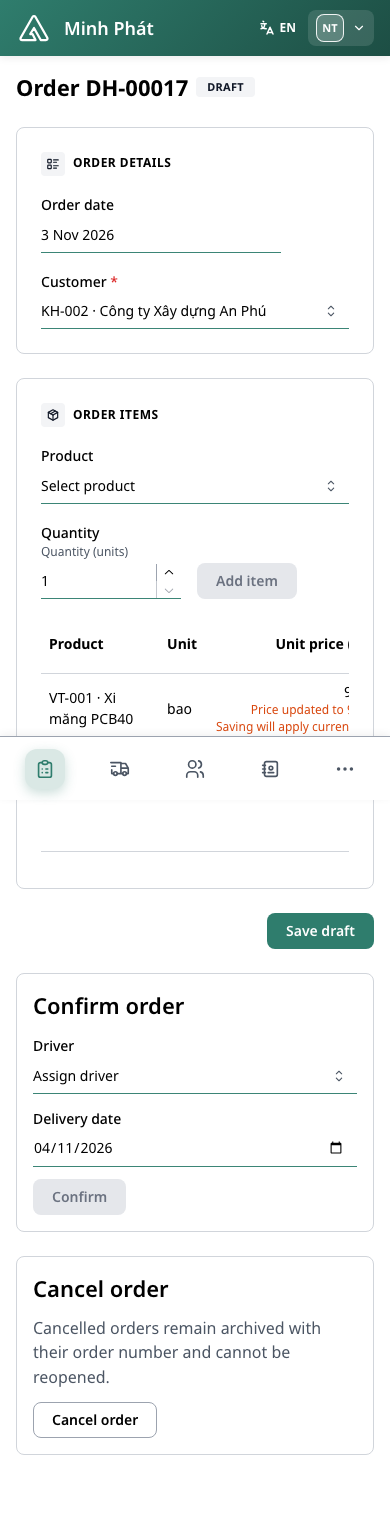 Minh Phát
EN
NT
Order DH-00017
DRAFT
ORDER DETAILS
Order date
3 Nov 2026
Customer *
KH-002 · Công ty Xây dựng An Phú
ORDER ITEMS
Product
Select product
Quantity
Quantity (units)
1
Add item
Product Unit Unit price
VT-001 · Xi
măng PCB40
bao
Price updated to
Saving will apply curren
Save draft
Confirm order
Driver
Assign driver
Delivery date
04/11/2026
Confirm
Cancel order
Cancelled orders remain archived with
their order number and cannot be
reopened.
Cancel order